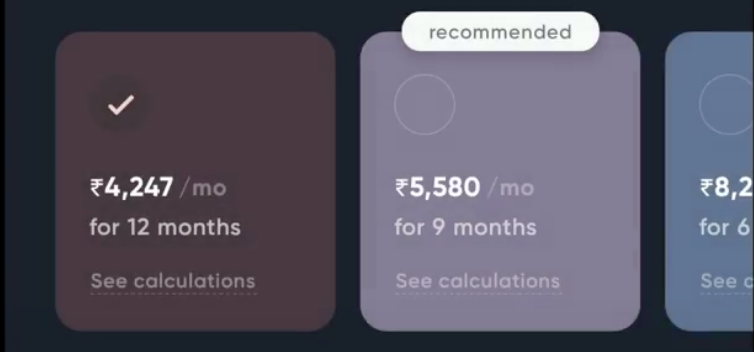 recommended
₹4,247 /mo
for 12 months
See calculations
₹5,580 /mo
for 9 months
See calculations
₹8,2
for 6
See c